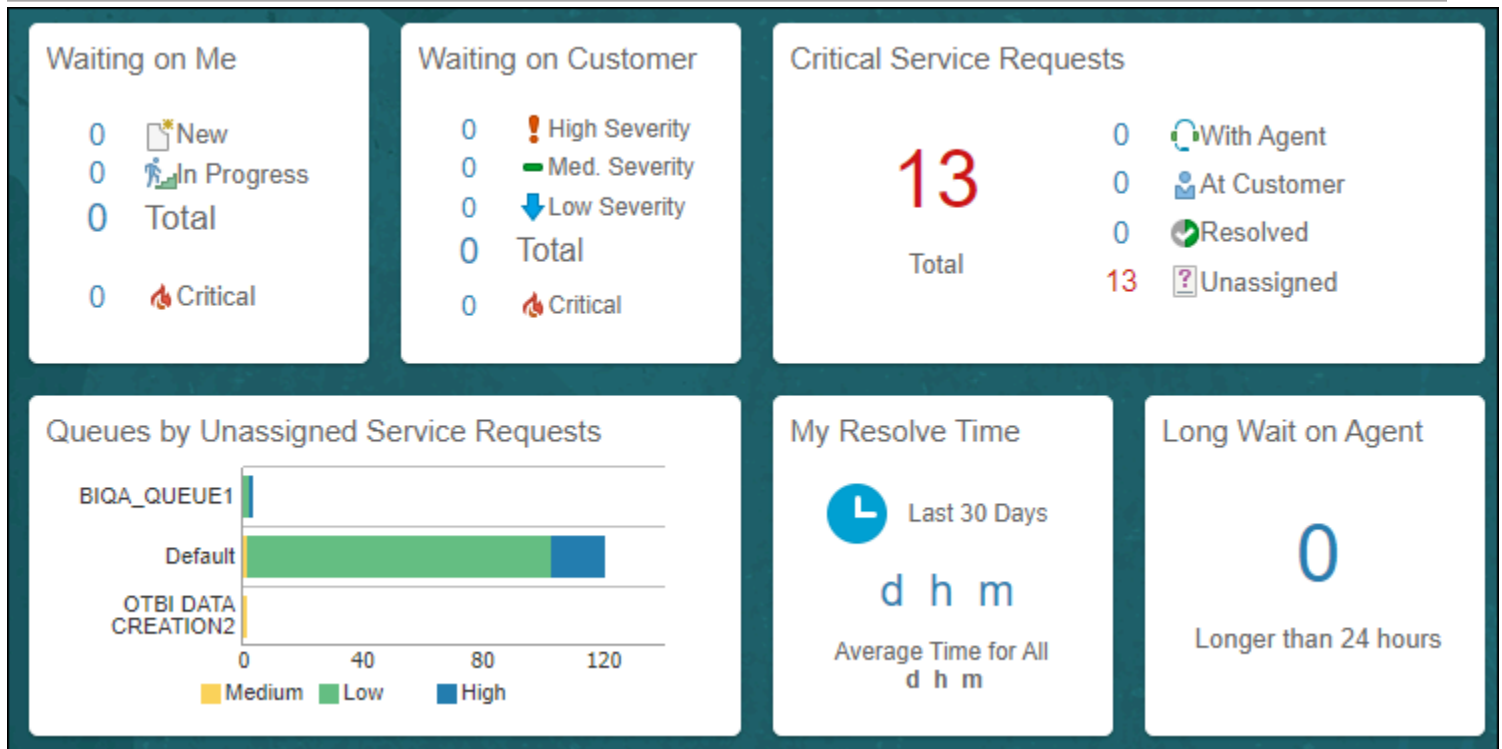 Waiting on Me
0 New
0 In Progress
0 Total
0 Critical
Waiting on Customer
0 High Severity
0 Med. Severity
0 Low Severity
0 Total
0 Critical
Critical Service Requests
13
Total
0 With Agent
0 At Customer
0 Resolved
13 ? Unassigned
Queues by Unassigned Service Requests
BIQA_QUEUE1
Default
OTBI DATA
CREATION2
0 40 80 120
Medium Low High
My Resolve Time
Last 30 Days
d h m
Average Time for All
d h m
Long Wait on Agent
0
Longer than 24 hours